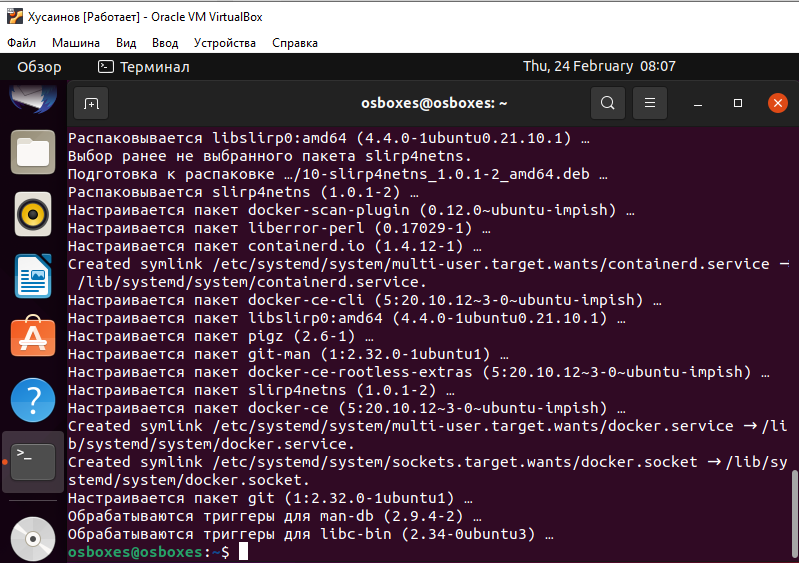 Хусаинов [Работает] - Oracle VM VirtualBox
Файл Машина Вид Ввод Устройства Справка
Обзор Терминал Thu, 24 February 08:07
osboxes@osboxes: ~
Распаковывается libslirp0:amd64 (4.4.0-1ubuntu0.21.10.1) …
Выбор ранее не выбранного пакета slirp4netns.
Подготовка к распаковке …/10-slirp4netns_1.0.1-2_amd64.deb …
Распаковывается slirp4netns (1.0.1-2) …
Настраивается пакет docker-scan-plugin (0.12.0~ubuntu-impish) …
Настраивается пакет liberror-perl (0.17029-1) …
Настраивается пакет containerd.io (1.4.12-1) …
Created symlink /etc/systemd/system/multi-user.target.wants/containerd.service →
/lib/systemd/system/containerd.service.
Настраивается пакет docker-ce-cli (5:20.10.12~3-0~ubuntu-impish) …
Настраивается пакет libslirp0:amd64 (4.4.0-1ubuntu0.21.10.1) …
Настраивается пакет pigz (2.6-1) …
Настраивается пакет git-man (1:2.32.0-1ubuntu1) …
Настраивается пакет docker-ce-rootless-extras (5:20.10.12~3-0~ubuntu-impish) …
Настраивается пакет slirp4netns (1.0.1-2) …
Настраивается пакет docker-ce (5:20.10.12~3-0~ubuntu-impish) …
Created symlink /etc/systemd/system/multi-user.target.wants/docker.service → /li
b/systemd/system/docker.service.
Created symlink /etc/systemd/system/sockets.target.wants/docker.socket → /lib/sy
stemd/system/docker.socket.
Настраивается пакет git (1:2.32.0-1ubuntu1) …
Обрабатываются триггеры для man-db (2.9.4-2) …
Обрабатываются триггеры для libc-bin (2.34-0ubuntu3) …
osboxes@osboxes:~$